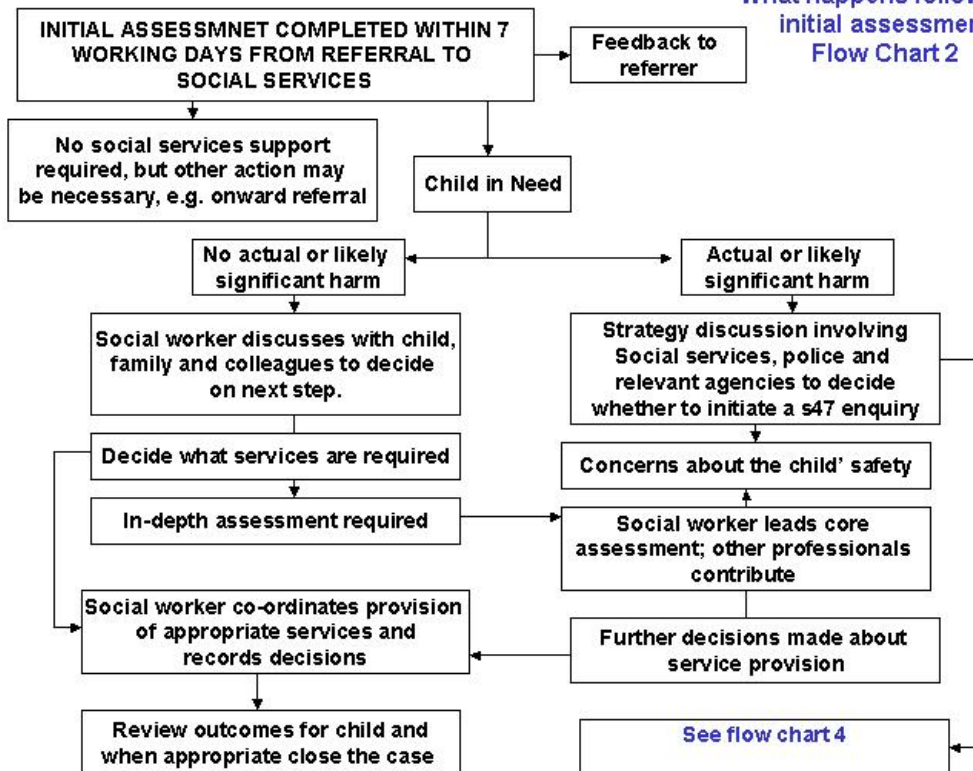 What happens follow
initial assessmen
Flow Chart 2
INITIAL ASSESSMNET COMPLETED WITHIN 7
WORKING DAYS FROM REFERRAL TO
SOCIAL SERVICES
Feedback to
referrer
No social services support
required, but other action may
be necessary, e.g. onward referral
Child in Need
No actual or likely
significant harm
Actual or likely
significant harm
Social worker discusses with child,
family and colleagues to decide
on next step.
Strategy discussion involving
Social services, police and
relevant agencies to decide
whether to initiate a s47 enquiry
Decide what services are required
Concerns about the child' safety
In-depth assessment required
Social worker leads core
assessment; other professionals
contribute
Social worker co-ordinates provision
of appropriate services and
records decisions
Further decisions made about
service provision
Review outcomes for child and
when appropriate close the case
See flow chart 4